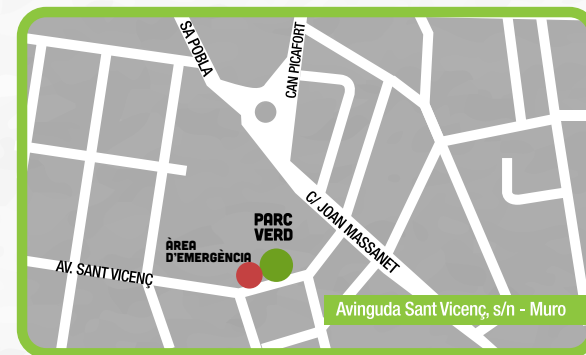 SA POBLA
CAN PICAFORT
C/ JOAN MASSANET
PARC
VERD
ÀREA
D'EMERGÈNCIA
AV. SANT VICENÇ
Avinguda Sant Vicenç, s/n - Muro